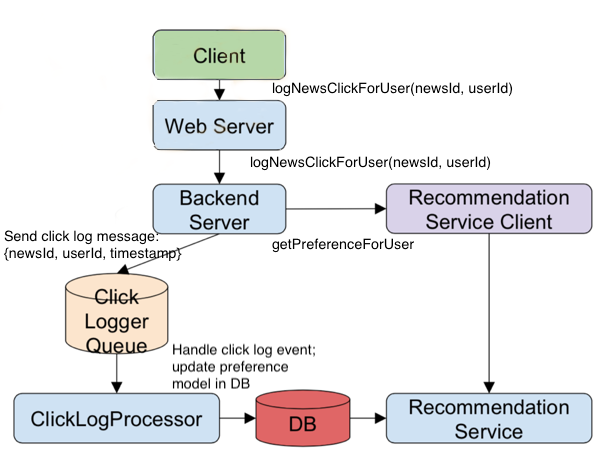 Client
logNewsClickForUser(newsId, userId)
Web Server
logNewsClickForUser(newsId, userId)
Backend
Server
Recommendation
Service Client
Send click log message:
{newsId, userId, timestamp}
getPreferenceForUser
Click
Logger
Queue
Handle click log event;
update preference
model in DB
ClickLogProcessor
DB
Recommendation
Service